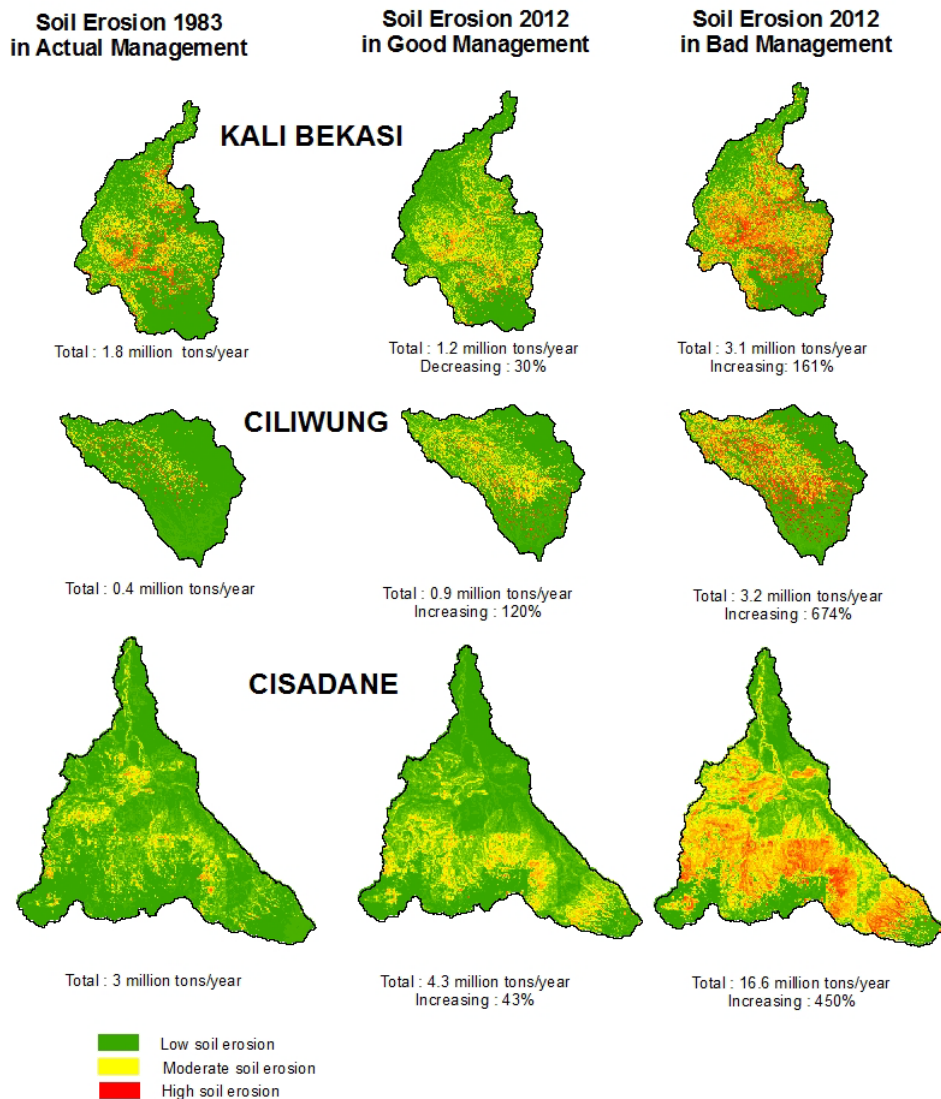 Soil Erosion 1983
in Actual Management
Soil Erosion 2012
in Good Management
Soil Erosion 2012
in Bad Management
KALI BEKASI
Total : 1.8 million tons/year
Total : 1.2 million tons/year
Decreasing : 30%
Total : 3.1 million tons/year
Increasing: 161%
CILIWUNG
Total : 0.4 million tons/year
Total : 0.9 million tons/year
Increasing : 120%
Total : 3.2 million tons/year
Increasing : 674%
CISADANE
Total : 3 million tons/year
Total : 4.3 million tons/year
Increasing : 43%
Total : 16.6 million tons/year
Increasing : 450%
Low soil erosion
Moderate soil erosion
High soil erosion